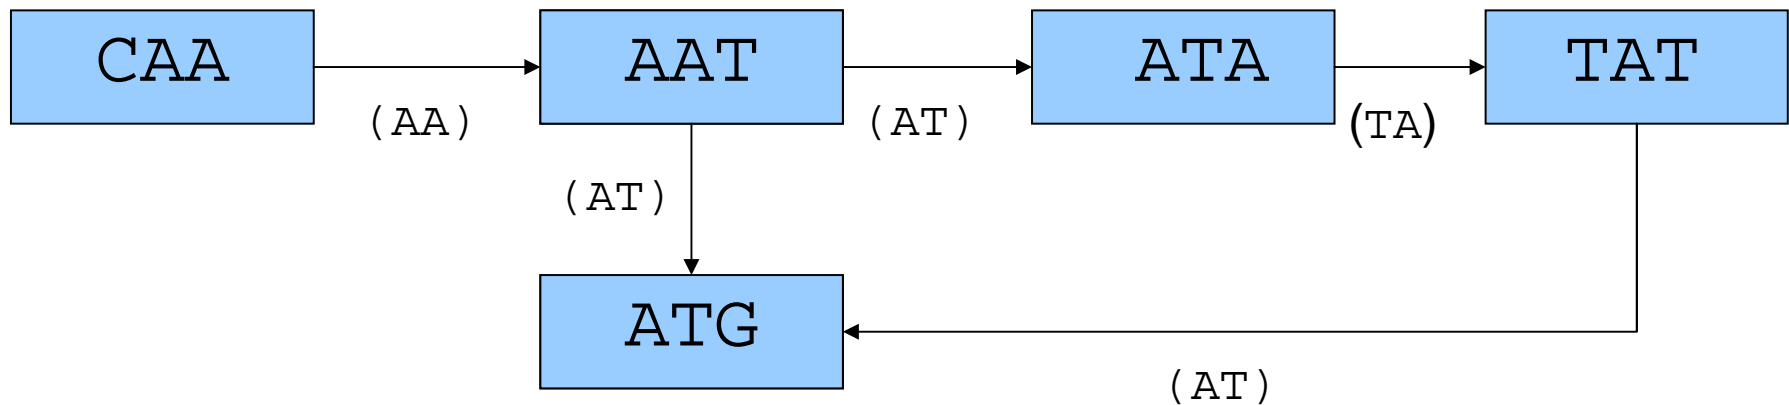 CAA AAT ATA TAT
(AA) (AT) (TA)
(AT)
ATG
(AT)